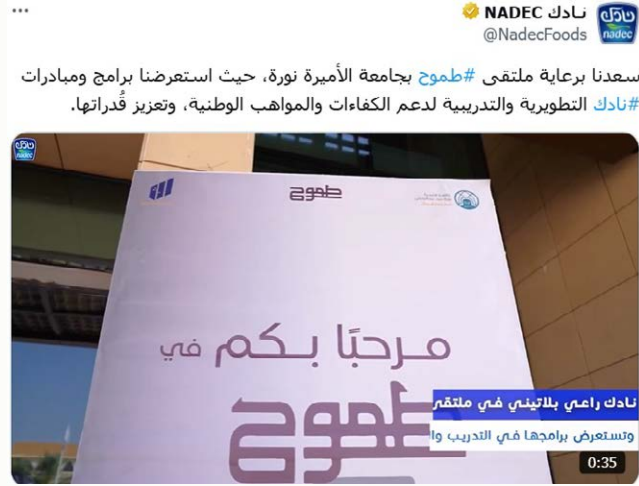 نادك NADEC
@NadecFoods
سعدنا برعاية ملتقى #طموح بجامعة الأميرة نورة، حيث استعرضنا برامج ومبادرات
#نادك التطويرية والتدريبية لدعم الكفاءات والمواهب الوطنية، وتعزيز قُدراتها.
طموح
مرحبًا بكم في
طموح
نادك راعي بلاتيني في ملتقى
وتستعرض برامجها في التدريب وا
0:35